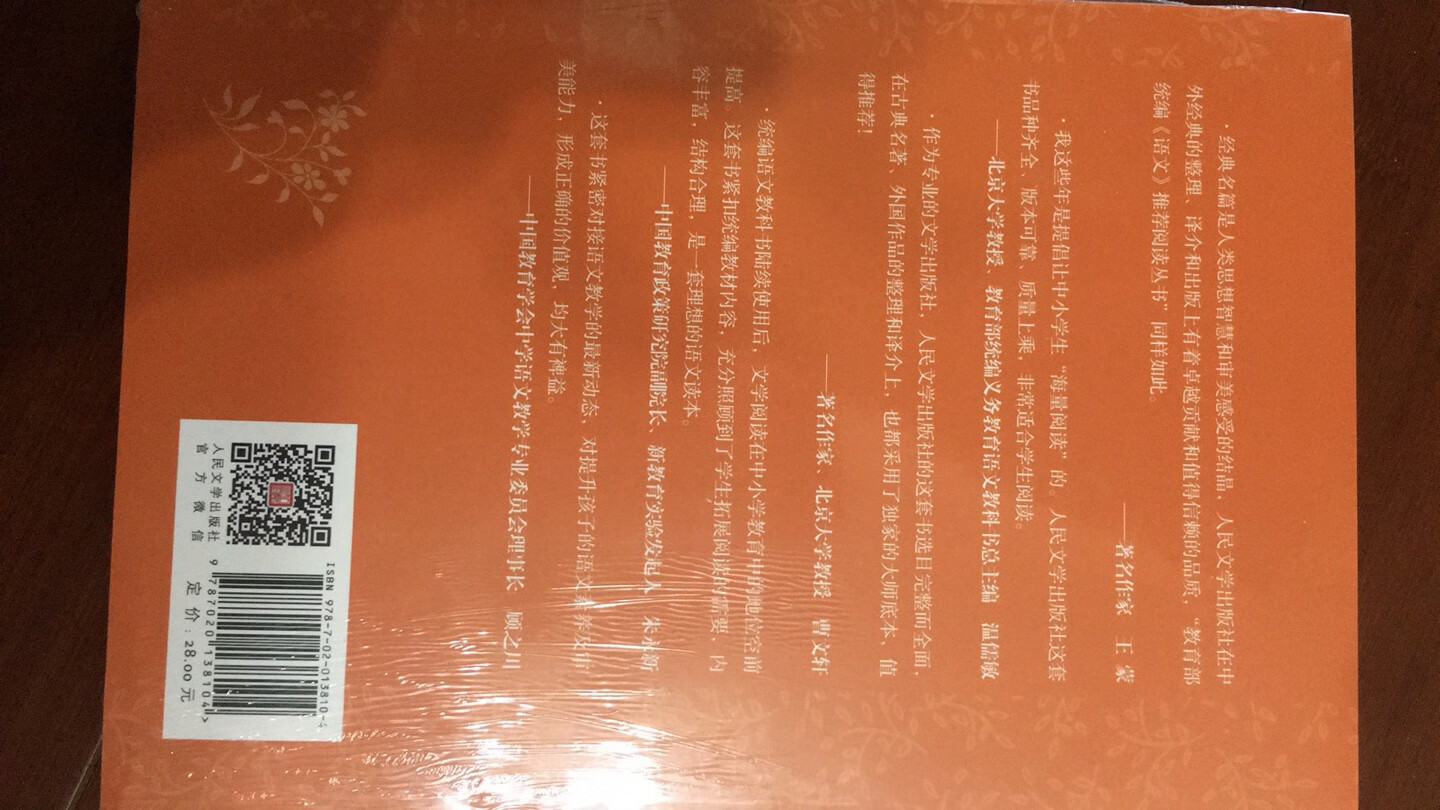 · 经典名篇是人类思想智慧和审美感受的结晶，人民文学出版社在中
外经典的整理、译介和出版上有着卓越贡献和值得信赖的品质，“教育部
统编《语文》推荐阅读丛书”同样如此。
——著名作家 王 蒙
· 我这些年是提倡让中小学生“海量阅读”的。人民文学出版社这套
书品种齐全、版本可靠、质量上乘，非常适合学生阅读。
——北京大学教授、教育部统编义务教育语文教科书总主编 温儒敏
· 作为专业的文学出版社，人民文学出版社的这套书选目完整而全面，
在古典名著、外国作品的整理和译介上，也都采用了独家的大师底本，值
得推荐！
——著名作家、北京大学教授 曹文轩
· 统编语文教科书陆续使用后，文学阅读在中小学教育中的地位空前
提高。这套书紧扣统编教材内容，充分照顾到了学生拓展阅读的需要，内
容丰富，结构合理，是一套理想的语文读本。
——中国教育政策研究院副院长、新教育实验发起人 朱永新
· 这套书紧密对接语文教学的最新动态，对提升孩子的语文素养及审
美能力，形成正确的价值观，均大有裨益。
——中国教育学会中学语文教学专业委员会理事长 顾之川
人民文学出版社
官方微信
ISBN 978-7-02-013810-4
9 787020 138104 >
定价：28.00元